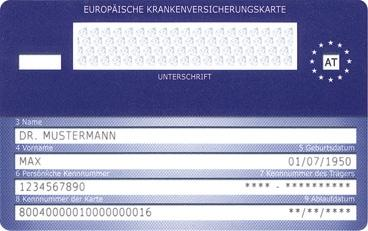 EUROPÄISCHE KRANKENVERSICHERUNGSKARTE
AT
UNTERSCHRIFT
3 Name
DR. MUSTERMANN
4 Vorname 5 Geburtsdatum
MAX 01/07/1950
6 Persönliche Kennnummer 7 Kennnummer des Trägers
1234567890 **** - **********
8 Kennnummer der Karte 9 Ablaufdatum
80040000010000000016 **/**/****